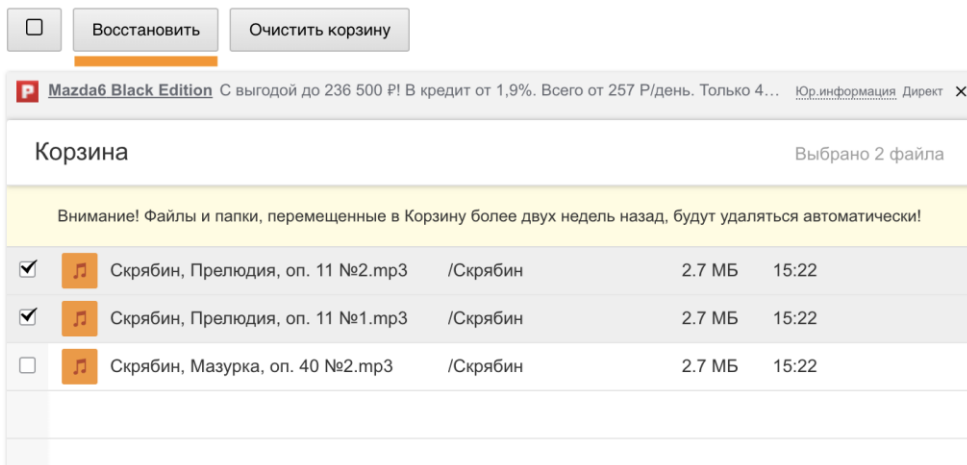 Восстановить Очистить корзину
Mazda6 Black Edition С выгодой до 236 500 ₽! В кредит от 1,9%. Всего от 257 Р/день. Только 4... Юр.информация Директ
Корзина Выбрано 2 файла
Внимание! Файлы и папки, перемещенные в Корзину более двух недель назад, будут удаляться автоматически!
Скрябин, Прелюдия, оп. 11 №2.mp3 /Скрябин 2.7 МБ 15:22
Скрябин, Прелюдия, оп. 11 №1.mp3 /Скрябин 2.7 МБ 15:22
Скрябин, Мазурка, оп. 40 №2.mp3 /Скрябин 2.7 МБ 15:22